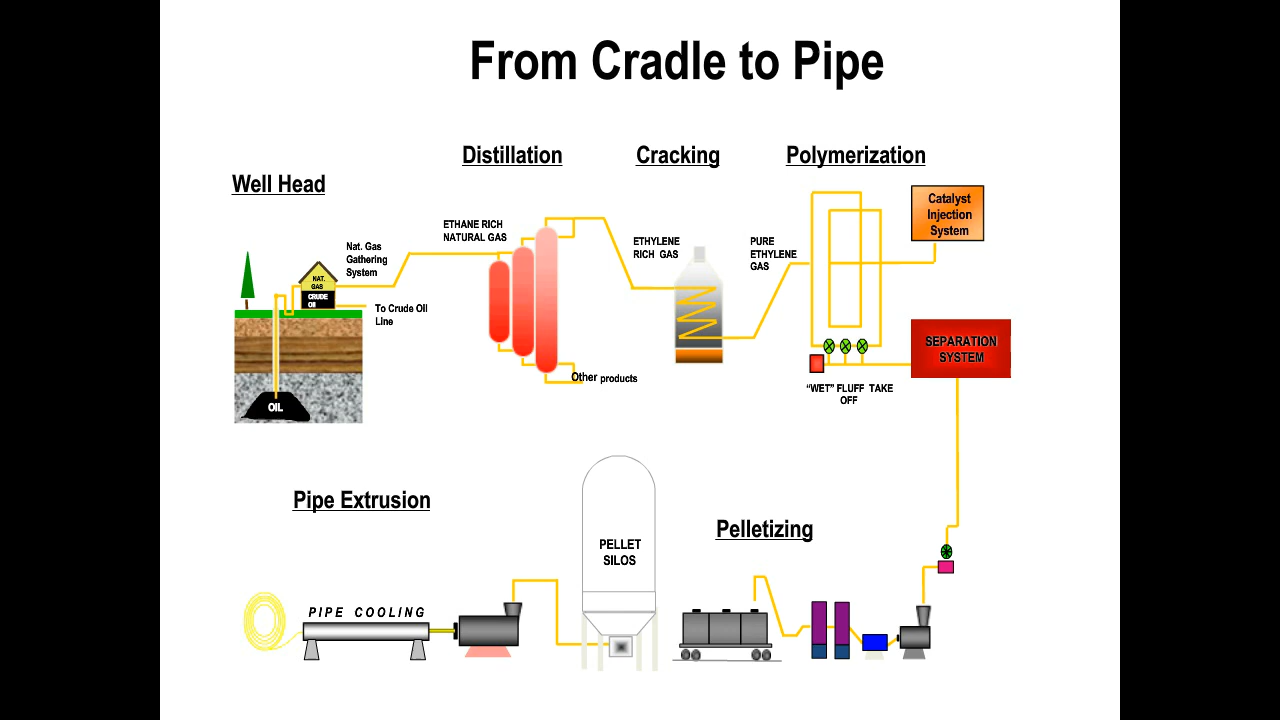 From Cradle to Pipe
Well Head
Distillation
Cracking
Polymerization
Nat. Gas
Gathering
System
NAT.
GAS
CRUDE
Oil
To Crude Oil
Line
OIL
ETHANE RICH
NATURAL GAS
Other products
ETHYLENE
RICH GAS
PURE
ETHYLENE
GAS
Catalyst
Injection
System
SEPARATION
SYSTEM
“WET” FLUFF TAKE
OFF
Pipe Extrusion
PIPE COOLING
PELLET
SILOS
Pelletizing